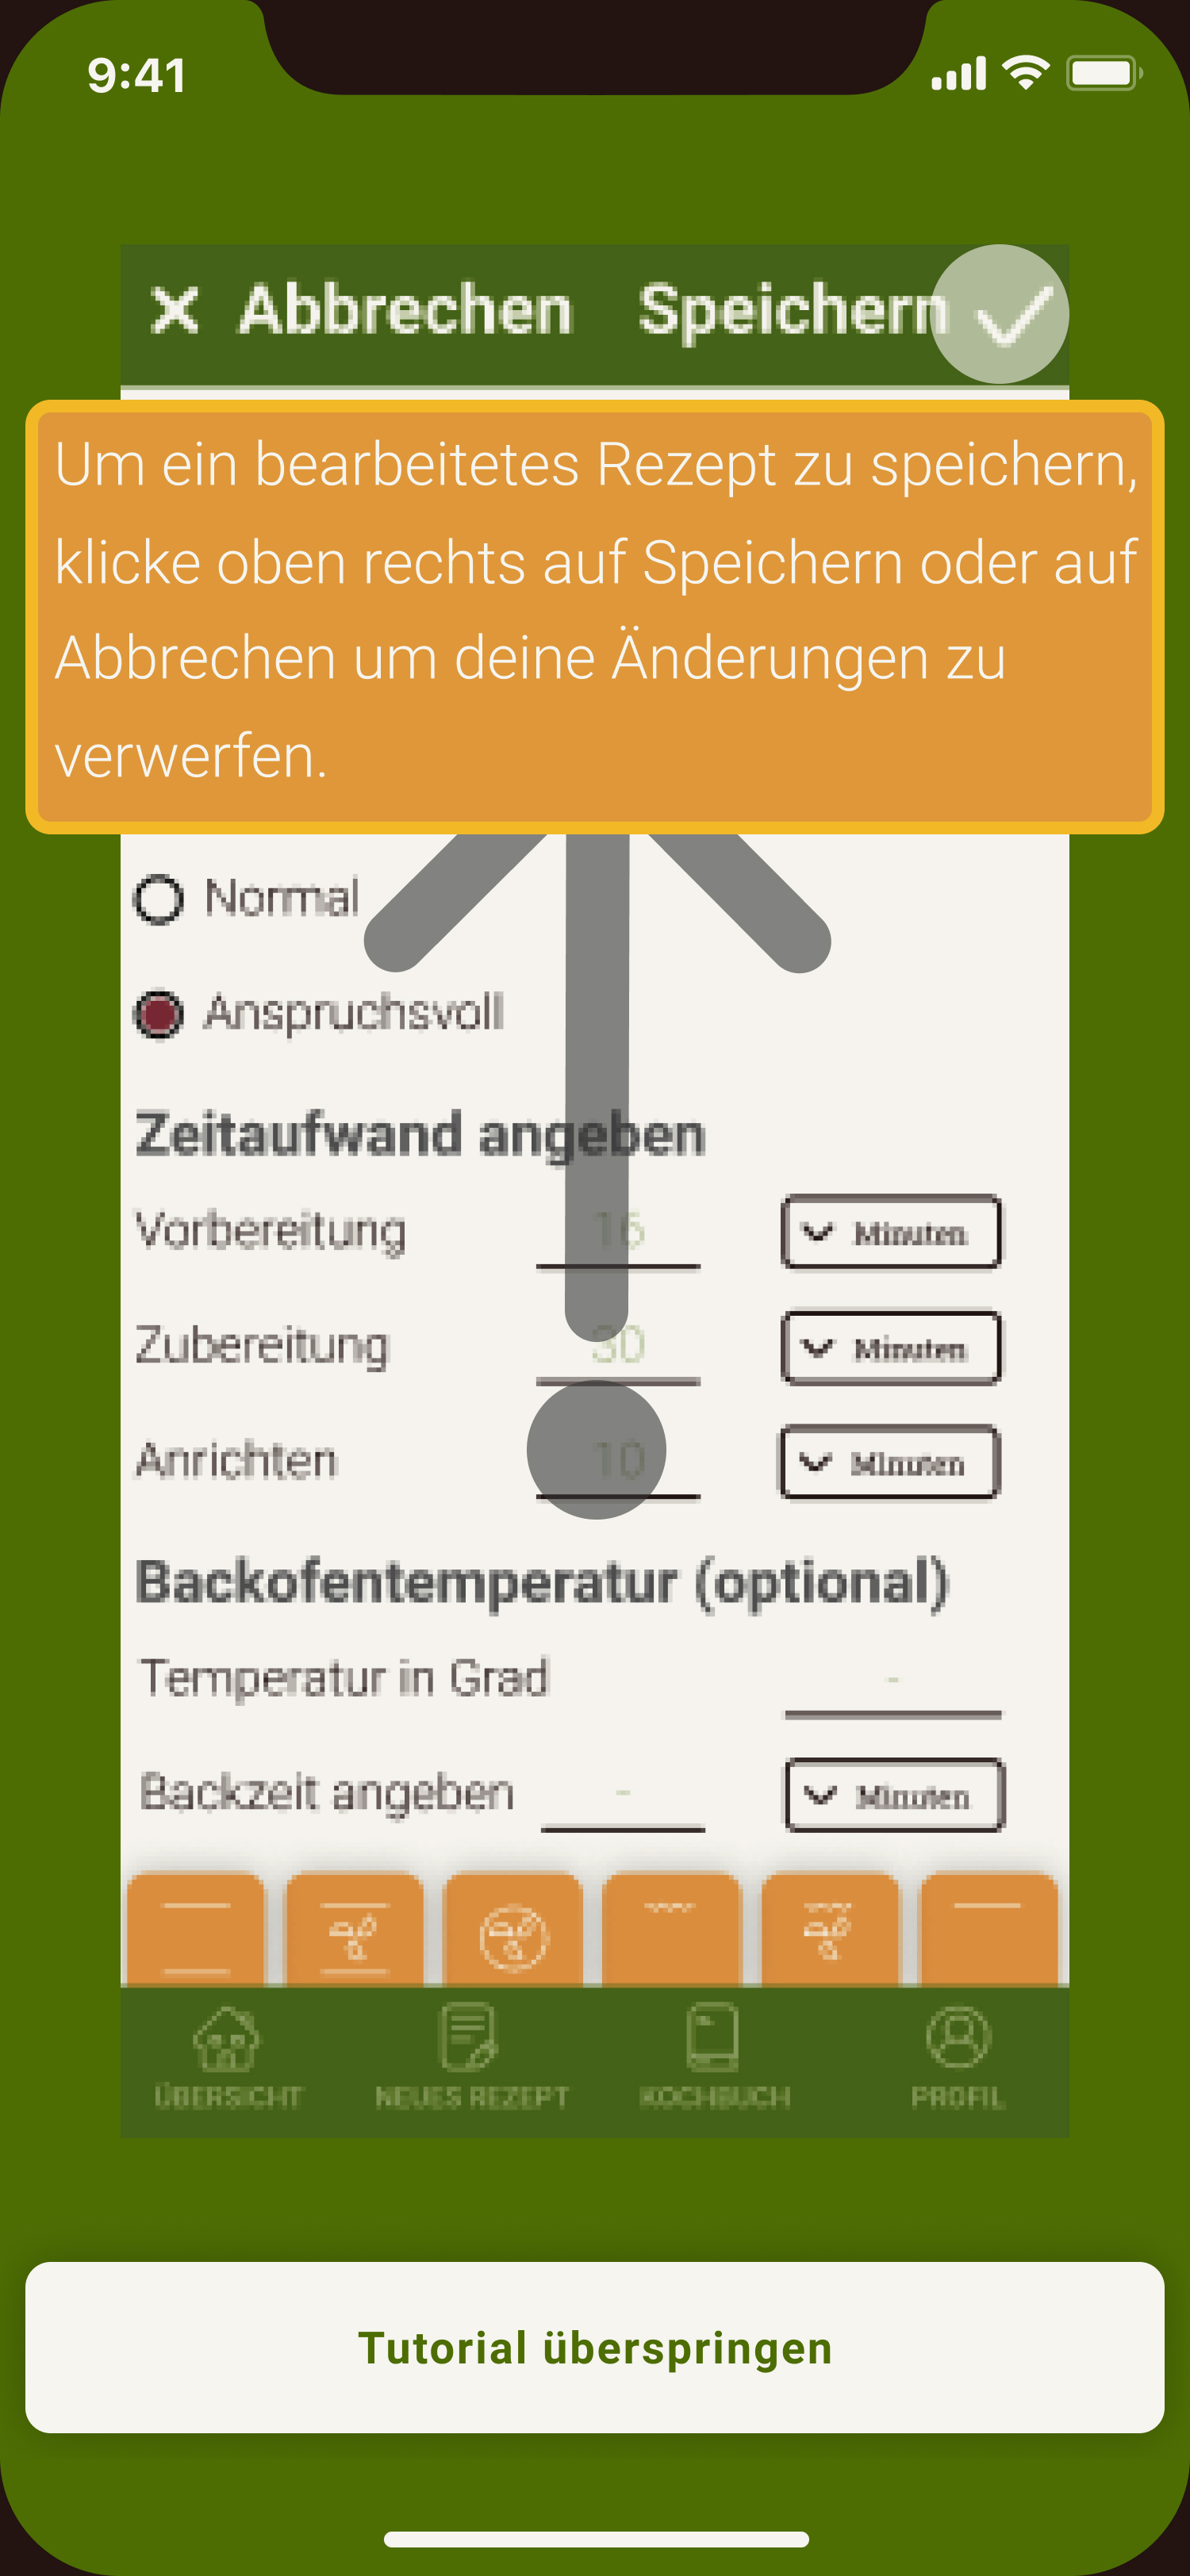 9:41
Abbrechen Speichern
Um ein bearbeitetes Rezept zu speichern,
klicke oben rechts auf Speichern oder auf
Abbrechen um deine Änderungen zu
verwerfen.
Normal
Anspruchsvoll
Zeitaufwand angeben
Vorbereitung 16 Minuten
Zubereitung 30 Minuten
Anrichten 10 Minuten
Backofentemperatur (optional)
Temperatur in Grad -
Backzeit angeben - Minuten
ÜBERSICHT NEUES REZEPT KOCHBUCH PROFIL
Tutorial überspringen